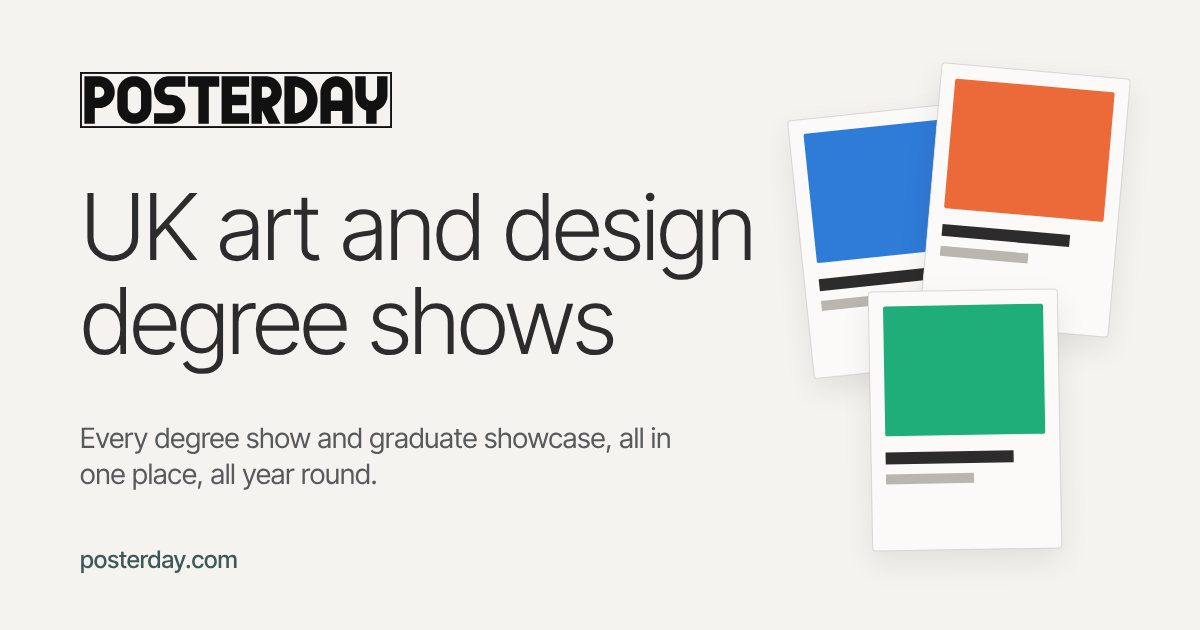 POSTERDAY
UK art and design
degree shows
Every degree show and graduate showcase, all in
one place, all year round.
posterday.com